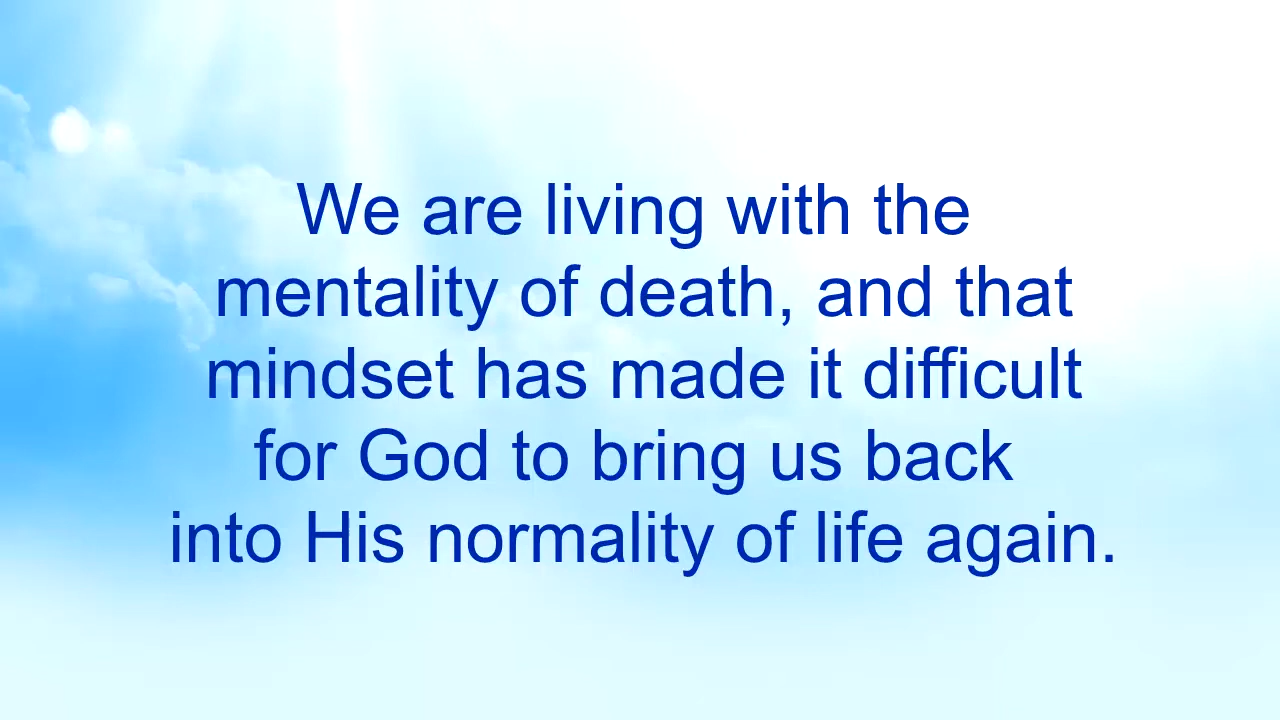 We are living with the
mentality of death, and that
mindset has made it difficult
for God to bring us back
into His normality of life again.